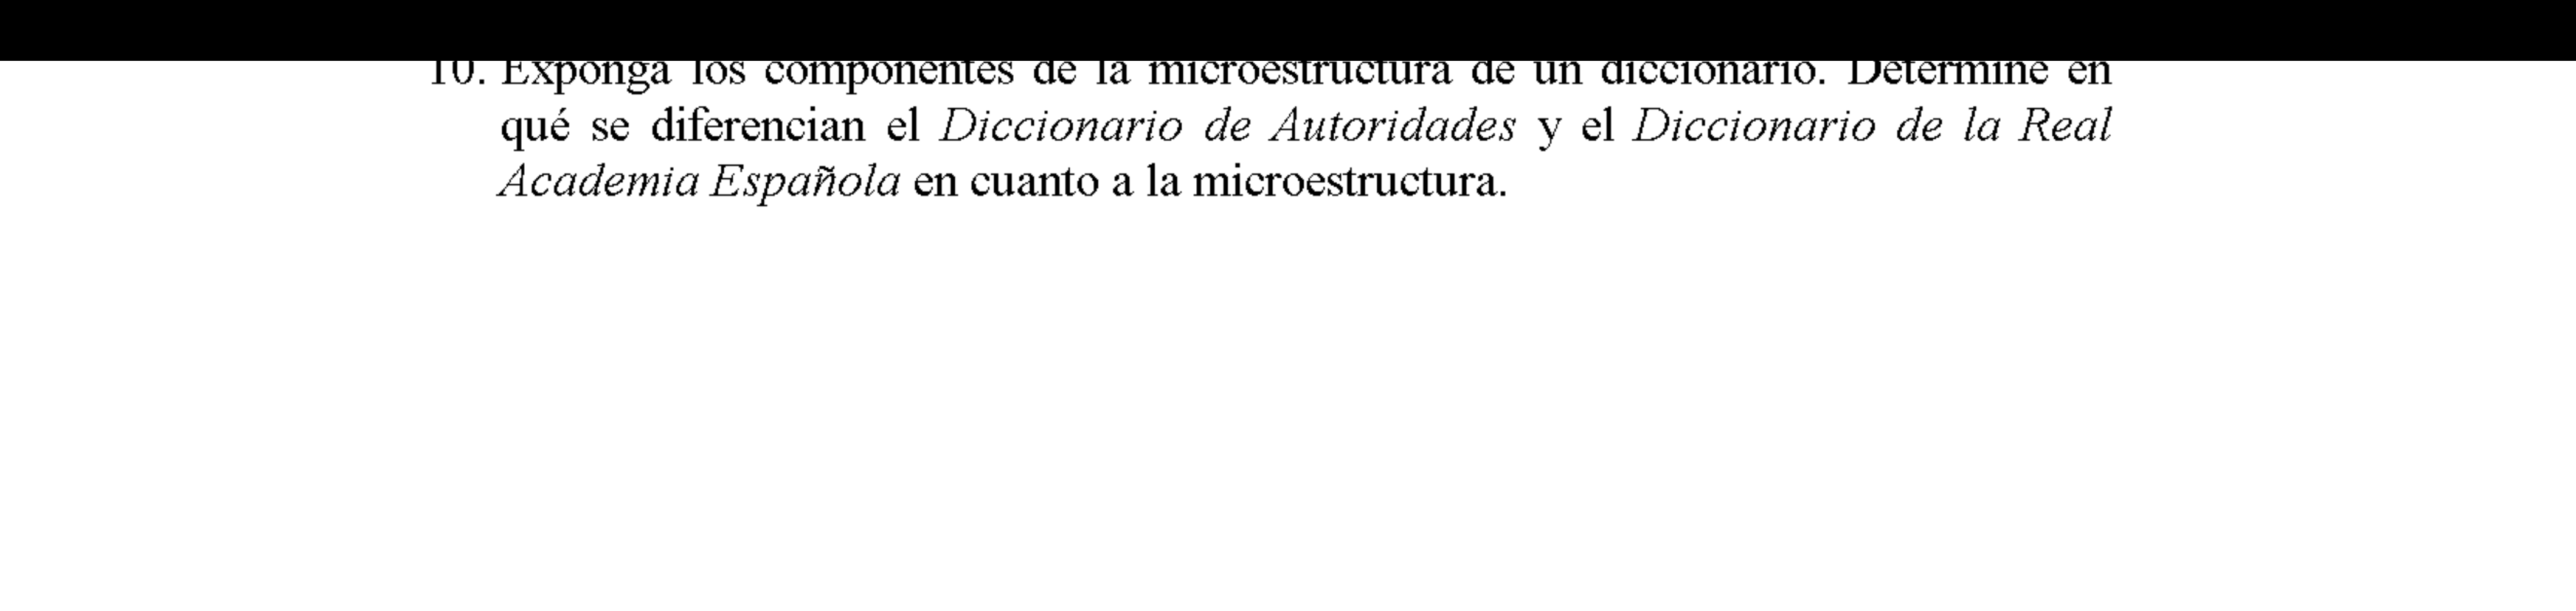 10. Exponga los componentes de la microestructura de un diccionario. Determine en
qué se diferencian el Diccionario de Autoridades y el Diccionario de la Real
Academia Española en cuanto a la microestructura.